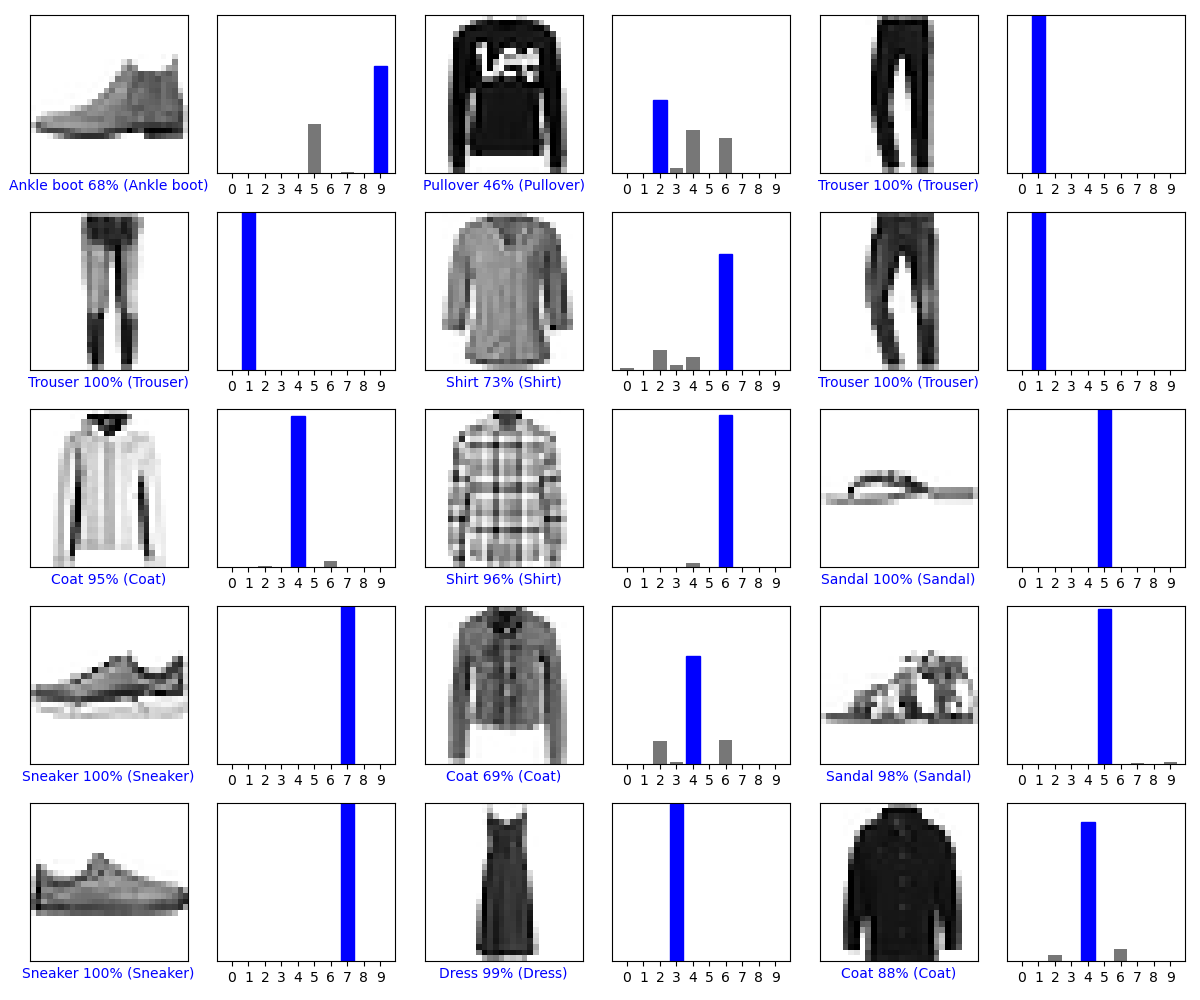 Lee
0 1 2 3 4 5 6 7 8 9
0 1 2 3 4 5 6 7 8 9
0 1 2 3 4 5 6 7 8 9
Ankle boot 68% (Ankle boot)
Pullover 46% (Pullover)
Trouser 100% (Trouser)
0 1 2 3 4 5 6 7 8 9
0 1 2 3 4 5 6 7 8 9
0 1 2 3 4 5 6 7 8 9
Trouser 100% (Trouser)
Shirt 73% (Shirt)
Trouser 100% (Trouser)
0 1 2 3 4 5 6 7 8 9
0 1 2 3 4 5 6 7 8 9
0 1 2 3 4 5 6 7 8 9
Coat 95% (Coat)
Shirt 96% (Shirt)
Sandal 100% (Sandal)
0 1 2 3 4 5 6 7 8 9
0 1 2 3 4 5 6 7 8 9
0 1 2 3 4 5 6 7 8 9
Sneaker 100% (Sneaker)
Coat 69% (Coat)
Sandal 98% (Sandal)
0 1 2 3 4 5 6 7 8 9
0 1 2 3 4 5 6 7 8 9
0 1 2 3 4 5 6 7 8 9
Sneaker 100% (Sneaker)
Dress 99% (Dress)
Coat 88% (Coat)